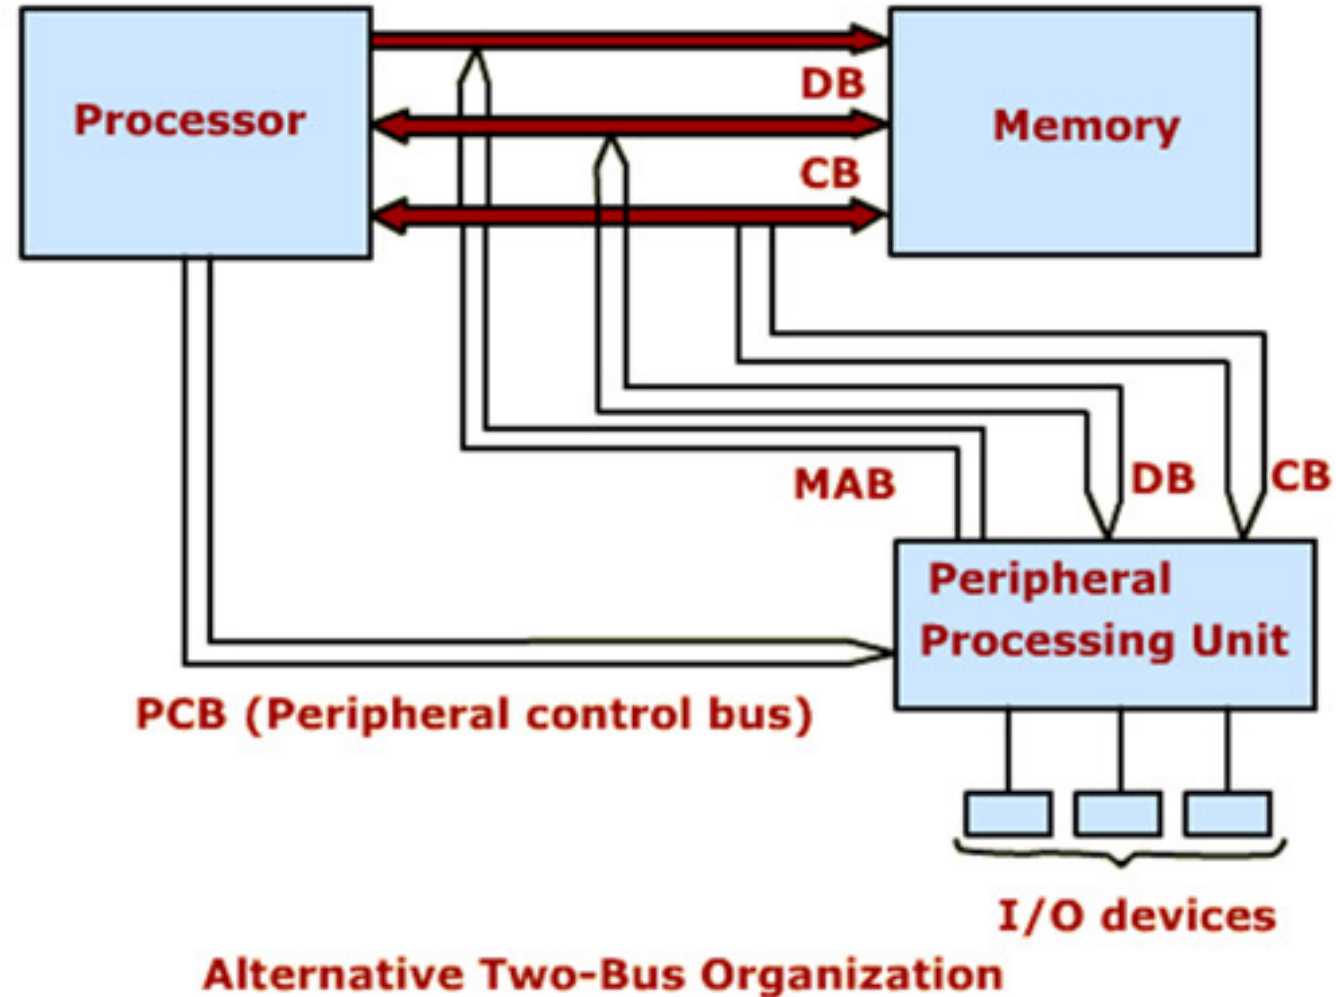 DB
Processor
Memory
CB
MAB
DB
CB
Peripheral
Processing Unit
PCB (Peripheral control bus)
I/O devices
Alternative Two-Bus Organization